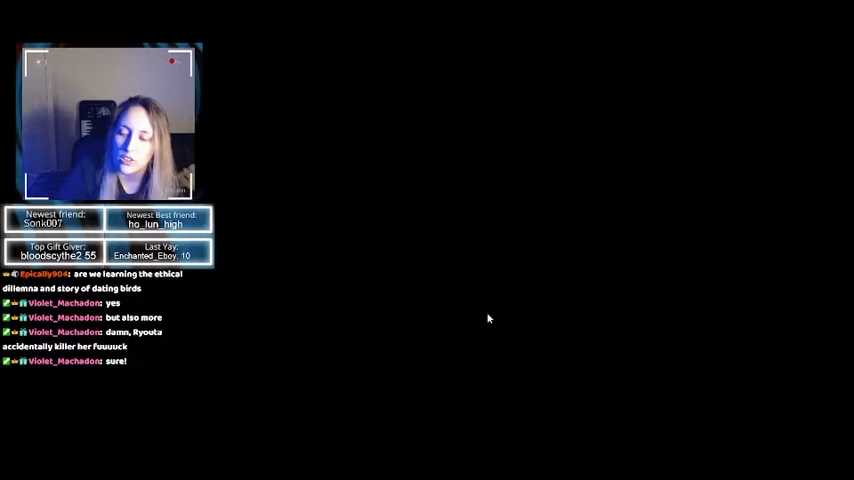 Newest friend:
Sonk007
Newest Best friend:
ho_lun_high
Top Gift Giver:
bloodscythe2 55
Last Yay:
Enchanted_Eboy: 10
Epically904: are we learning the ethical
dillemna and story of dating birds
Violet_Machadon: yes
Violet_Machadon: but also more
Violet_Machadon: damn, Ryouta
accidentally killer her fuuuuck
Violet_Machadon: sure!